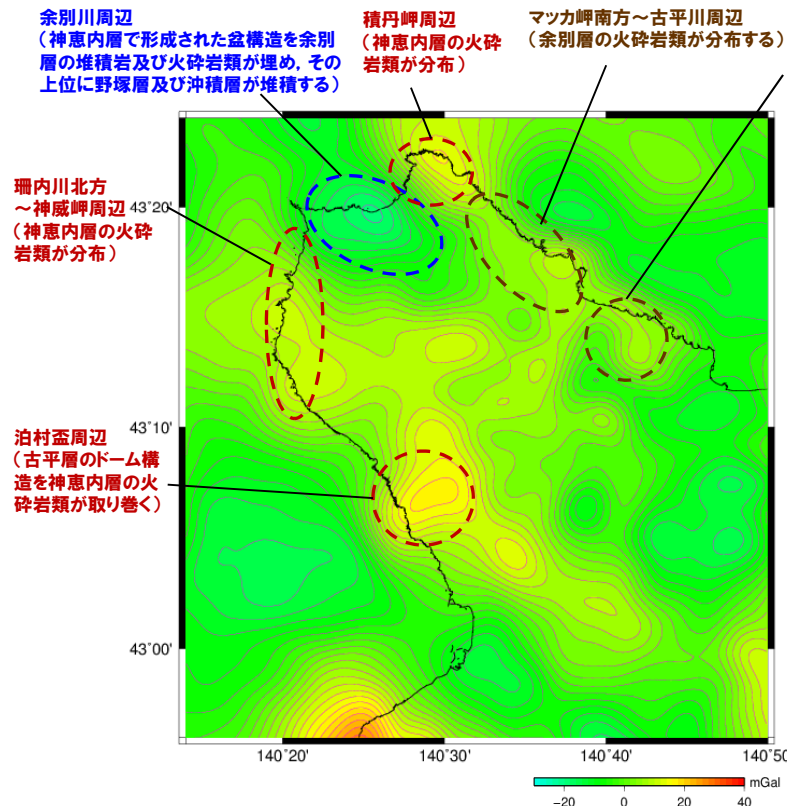 余別川周辺
（神恵内層で形成された盆構造を余別
層の堆積岩及び火砕岩類が埋め，その
上位に野塚層及び沖積層が堆積する）
積丹岬周辺
（神恵内層の火砕
岩類が分布）
マッカ岬南方～古平川周辺
（余別層の火砕岩類が分布する）
珊内川北方
～神威岬周辺
（神恵内層の火砕
岩類が分布）
泊村盃周辺
（古平層のドーム構
造を神恵内層の火
砕岩類が取り巻く）
43˚20'
43˚10'
43˚00'
140˚20' 140˚30' 140˚40' 140˚50'
mGal
−20 0 20 40